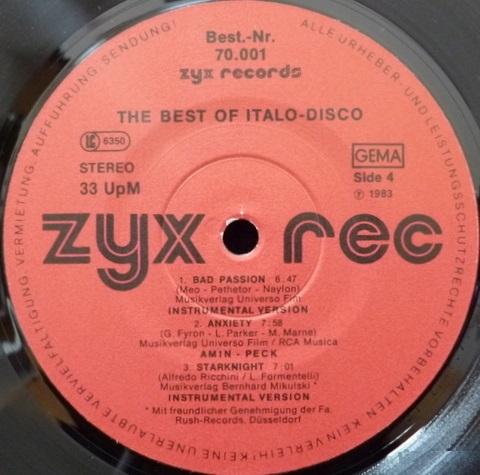 Best.-Nr.
70.001
zyx records
THE BEST OF ITALO-DISCO
LC 6350
STEREO
33 UpM
GEMA
Side 4
℗ 1983
zyx rec
1. BAD PASSION 6:47
(Meo - Pethetor - Naylon)
Musikverlag Universo Film
INSTRUMENTAL VERSION
2. ANXIETY 7:58
(G. Fyron - L. Parker - M. Marne)
Musikverlag Universo Film / RCA Musica
AMIN - PECK
3. STARKNIGHT 7:01
(Alfredo Ricchini / L. Formentelli)
Musikverlag Bernhard Mikulski *
INSTRUMENTAL VERSION
* Mit freundlicher Genehmigung der Fa.
Rush-Records, Düsseldorf
ALLE URHEBER- UND LEISTUNGSSCHUTZRECHTE VORBEHALTEN KEIN VERLEIH! KEINE UNERLAUBTE VERVIELFÄLTIGUNG, VERMIETUNG, AUFFÜHRUNG SENDUNG!